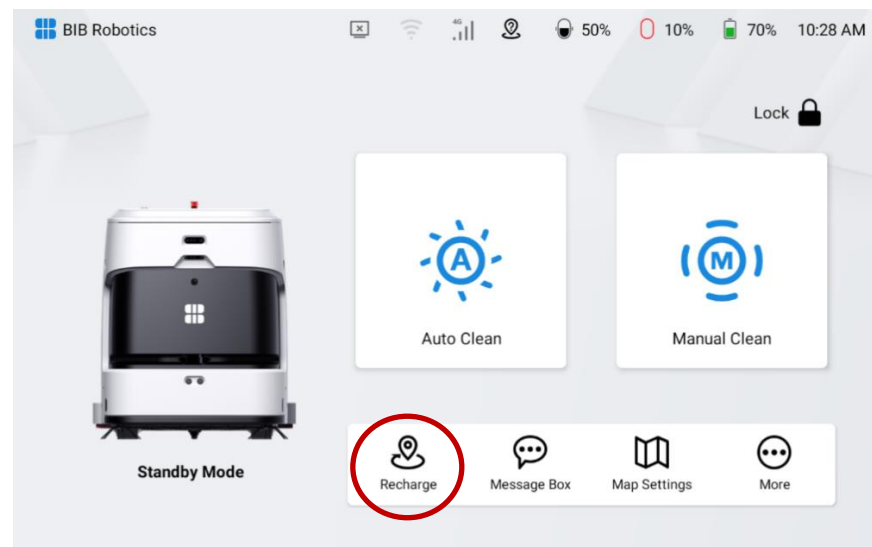 BIB Robotics 4G 50% 10% 70% 10:28 AM
Lock
A M
Auto Clean Manual Clean
Standby Mode
Recharge Message Box Map Settings More